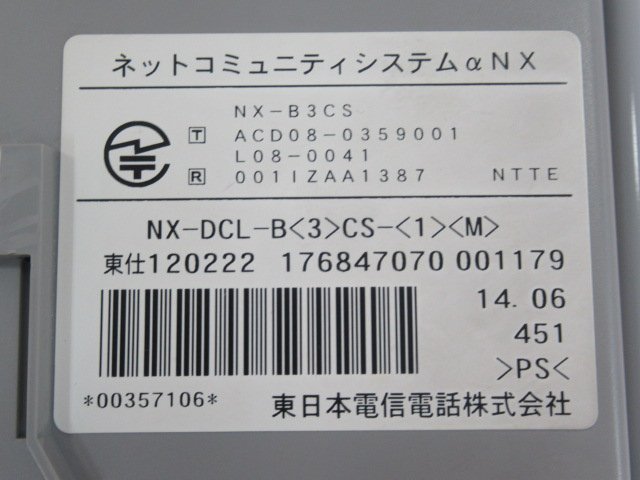 ネットコミュニティシステムαNX
NX-B3CS
T ACD08-0359001
L08-0041
R 001IZAA1387 NTTE
NX-DCL-B<3>CS-<1><M>
東仕120222 176847070 001179
14. 06
451
>PS<
*00357106* 東日本電信電話株式会社